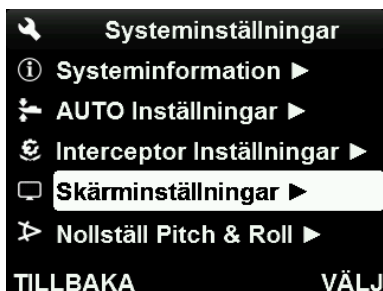 Systeminställningar
Systeminformation ▶
AUTO Inställningar ▶
Interceptor Inställningar ▶
Skärminställningar ▶
Nollställ Pitch & Roll ▶
TILLBAKA VÄLJ